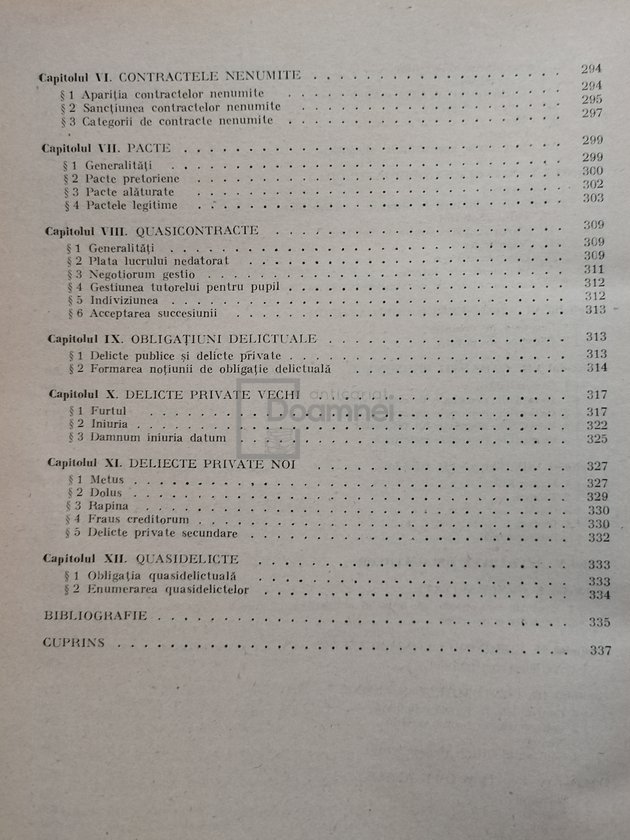 Capitolul VI. CONTRACTELE NENUMITE . . . . . . . . . . . . . . . . . . . 294
§ 1 Apariția contractelor nenumite . . . . . . . . . . . . . . . . . . . 294
§ 2 Sancțiunea contractelor nenumite . . . . . . . . . . . . . . . . . . . 295
§ 3 Categorii de contracte nenumite . . . . . . . . . . . . . . . . . . . 297
Capitolul VII. PACTE . . . . . . . . . . . . . . . . . . . 299
§ 1 Generalități . . . . . . . . . . . . . . . . . . . 299
§ 2 Pacte pretoriene . . . . . . . . . . . . . . . . . . . 300
§ 3 Pacte alăturate . . . . . . . . . . . . . . . . . . . 302
§ 4 Pactele legitime . . . . . . . . . . . . . . . . . . . 303
Capitolul VIII. QUASICONTRACTE . . . . . . . . . . . . . . . . . . . 309
§ 1 Generalități . . . . . . . . . . . . . . . . . . . 309
§ 2 Plata lucrului nedatorat . . . . . . . . . . . . . . . . . . . 309
§ 3 Negotiorum gestio . . . . . . . . . . . . . . . . . . . 311
§ 4 Gestiunea tutorelui pentru pupil . . . . . . . . . . . . . . . . . . . 312
§ 5 Indiviziunea . . . . . . . . . . . . . . . . . . . 312
§ 6 Acceptarea succesiunii . . . . . . . . . . . . . . . . . . . 313
Capitolul IX. OBLIGAȚIUNI DELICTUALE . . . . . . . . . . . . . . . . . . . 313
§ 1 Delicte publice și delicte private . . . . . . . . . . . . . . . . . . . 313
§ 2 Formarea noțiunii de obligație delictuală . . . . . . . . . . . . . . . . . . . 314
Capitolul X. DELICTE PRIVATE VECHI . . . . . . . . . . . . . . . . . . . 317
§ 1 Furtul . . . . . . . . . . . . . . . . . . . 317
§ 2 Iniuria . . . . . . . . . . . . . . . . . . . 322
§ 3 Damnum iniuria datum . . . . . . . . . . . . . . . . . . . 325
anticariat
Doamnei
Capitolul XI. DELIECTE PRIVATE NOI . . . . . . . . . . . . . . . . . . . 327
§ 1 Metus . . . . . . . . . . . . . . . . . . . 327
§ 2 Dolus . . . . . . . . . . . . . . . . . . . 329
§ 3 Rapina . . . . . . . . . . . . . . . . . . . 330
§ 4 Fraus creditorum . . . . . . . . . . . . . . . . . . . 330
§ 5 Delicte private secundare . . . . . . . . . . . . . . . . . . . 332
Capitolul XII. QUASIDELICTE . . . . . . . . . . . . . . . . . . . 333
§ 1 Obligația quasidelictuală . . . . . . . . . . . . . . . . . . . 333
§ 2 Enumerarea quasidelictelor . . . . . . . . . . . . . . . . . . . 334
BIBLIOGRAFIE . . . . . . . . . . . . . . . . . . . 335
CUPRINS . . . . . . . . . . . . . . . . . . . 337